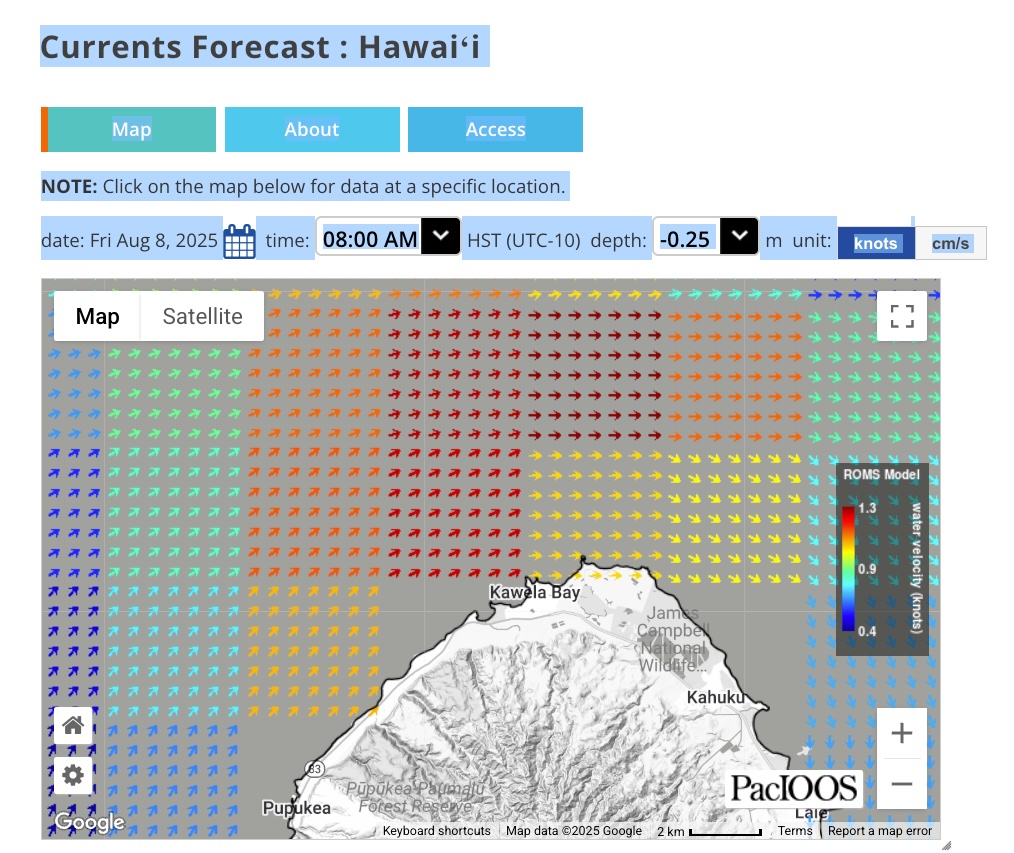 Currents Forecast : Hawaiʻi
Map About Access
NOTE: Click on the map below for data at a specific location.
date: Fri Aug 8, 2025 time: 08:00 AM HST (UTC-10) depth: -0.25 m unit: knots cm/s
Map Satellite
ROMS Model
1.3
0.9
0.4
water velocity (knots)
Kawela Bay
James
Campbell
National
Wildlife...
Kahuku
83
Pupukea-Paumalu
Forest Reserve
Pupukea
PacIOOS
Laie
Google
Keyboard shortcuts Map data ©2025 Google 2 km Terms Report a map error